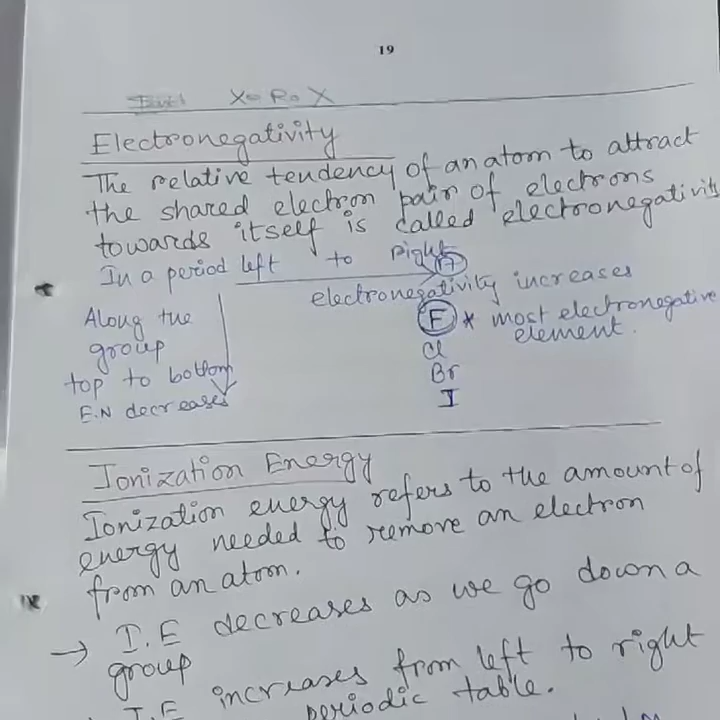 19
X R X
Electronegativity
The relative tendency of an atom to attract
the shared electron pair of electrons
towards itself is called electronegativity
In a period left to Right 17
electronegativity increases
Along the
group
top to bottom
E.N decreases
F * most electronegative
element.
Cl
Br
I
Ionization Energy
Ionization energy refers to the amount of
energy needed to remove an electron
from an atom.
→ I.E decreases as we go down a
group
I.E increases from left to right
periodic table.